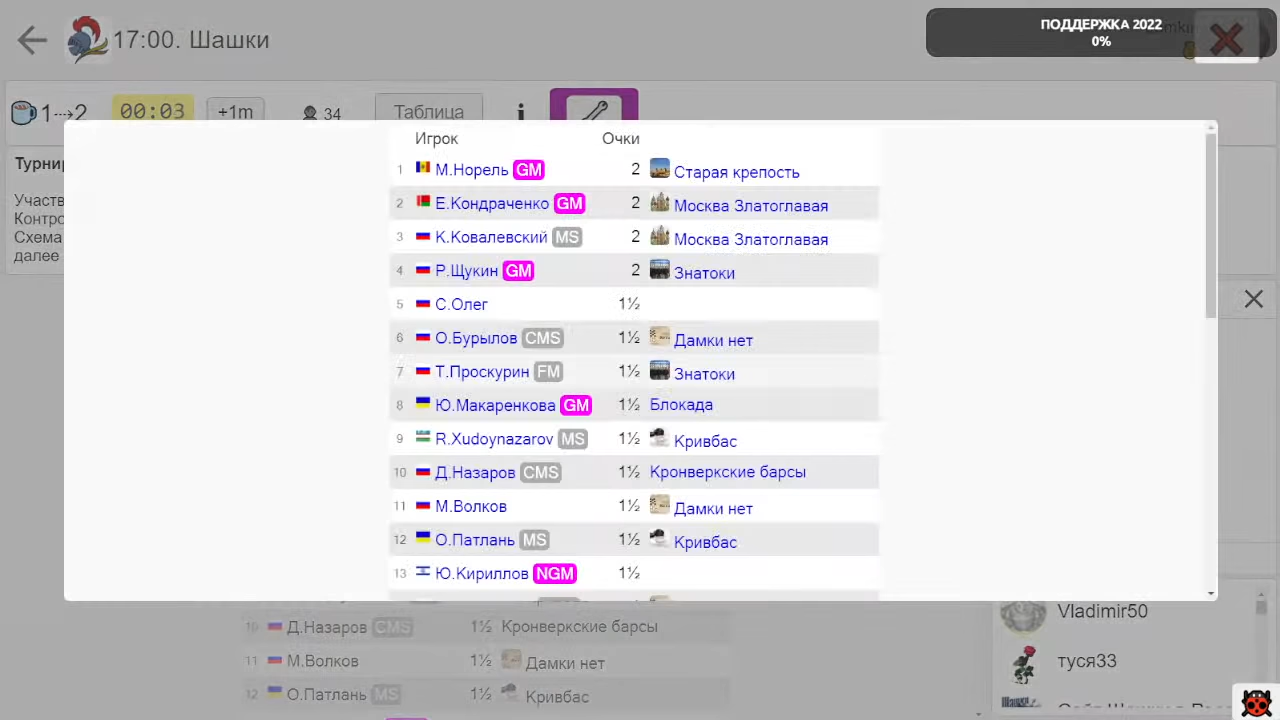 17:00. Шашки
ПОДДЕРЖКА 2022
0%
1⇢2 00:03 +1m 34 Таблица i
Турнир
Участв
Контро
Схема
далее
Игрок Очки
1 М.Норель GM 2 Старая крепость
2 Е.Кондраченко GM 2 Москва Златоглавая
3 К.Ковалевский MS 2 Москва Златоглавая
4 Р.Щукин GM 2 Знатоки
5 С.Олег 1½
6 О.Бурылов CMS 1½ Дамки нет
7 Т.Проскурин FM 1½ Знатоки
8 Ю.Макаренкова GM 1½ Блокада
9 R.Xudoynazarov MS 1½ Кривбас
10 Д.Назаров CMS 1½ Кронверкские барсы
11 М.Волков 1½ Дамки нет
12 О.Патлань MS 1½ Кривбас
13 Ю.Кириллов NGM 1½
10 Д.Назаров CMS 1½ Кронверкские барсы
11 М.Волков 1½ Дамки нет
12 О.Патлань MS 1½ Кривбас
Vladimir50
туся33